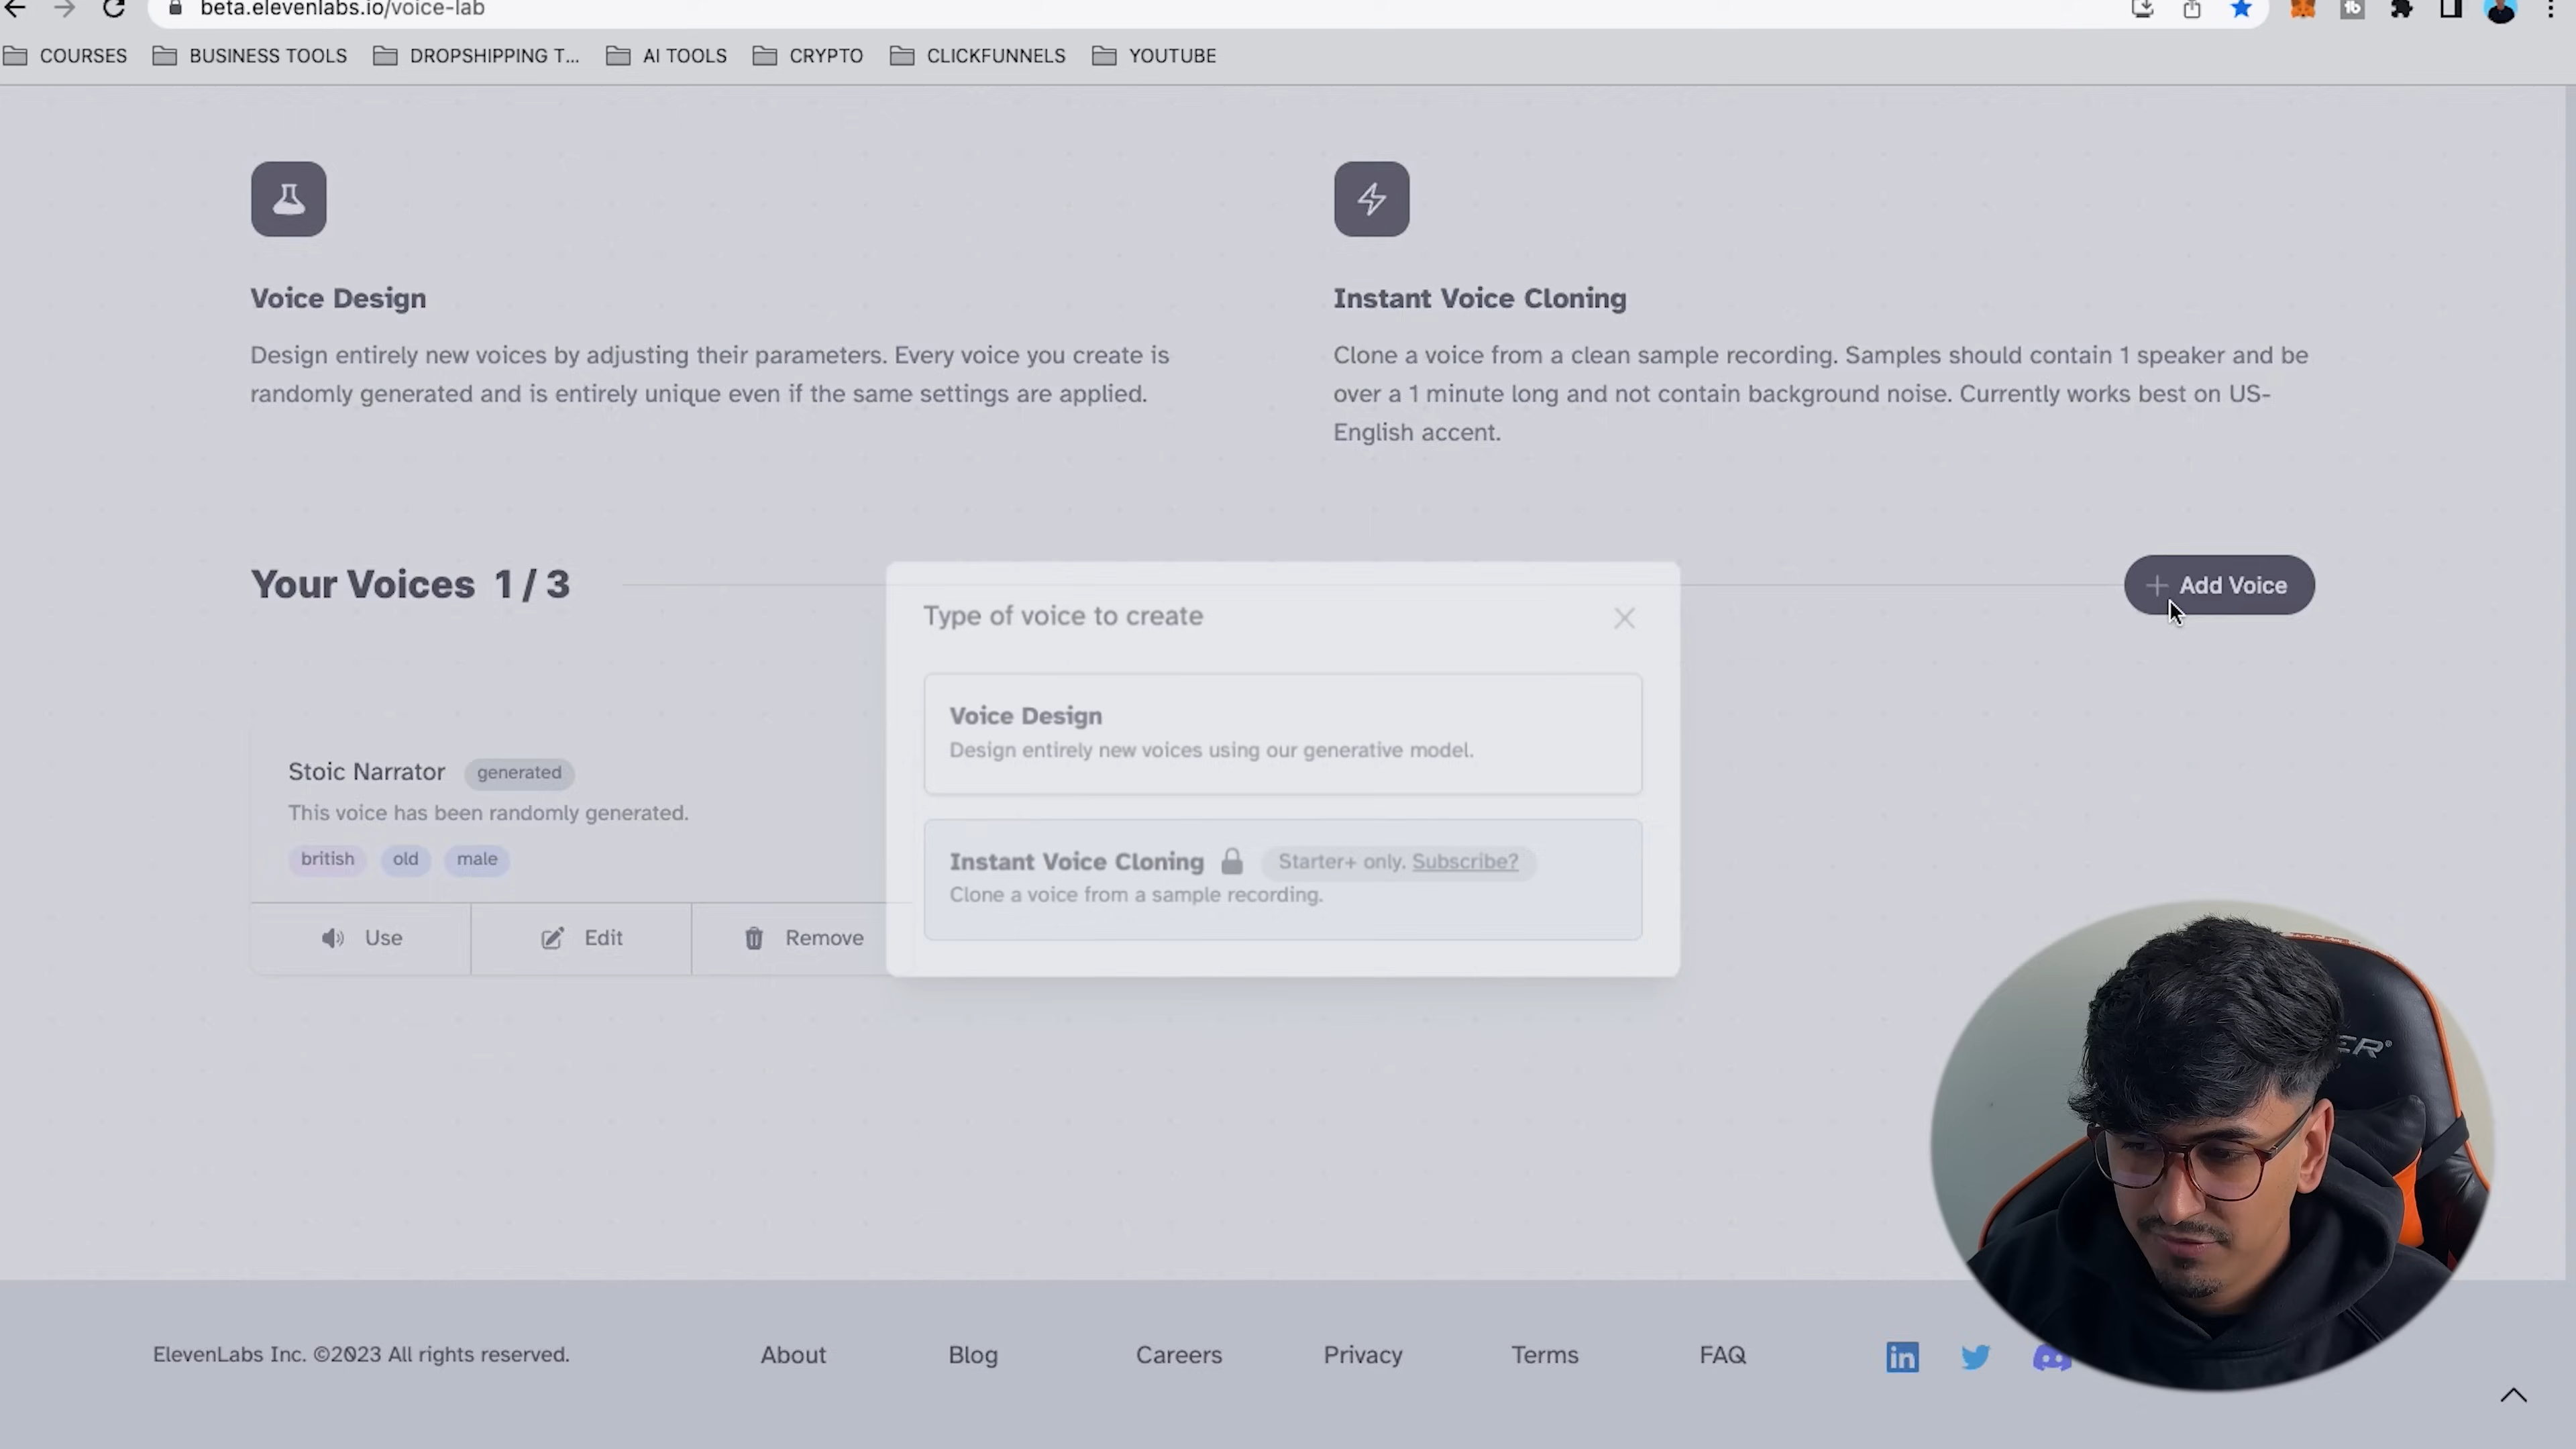 beta.elevenlabs.io/voice-lab
COURSES BUSINESS TOOLS DROPSHIPPING T... AI TOOLS CRYPTO CLICKFUNNELS YOUTUBE
Voice Design
Design entirely new voices by adjusting their parameters. Every voice you create is
randomly generated and is entirely unique even if the same settings are applied.
Instant Voice Cloning
Clone a voice from a clean sample recording. Samples should contain 1 speaker and be
over a 1 minute long and not contain background noise. Currently works best on US-
English accent.
Your Voices 1 / 3
Add Voice
Type of voice to create
Voice Design
Design entirely new voices using our generative model.
Instant Voice Cloning Starter+ only. Subscribe?
Clone a voice from a sample recording.
Stoic Narrator generated
This voice has been randomly generated.
british old male
Use Edit Remove
ER
ElevenLabs Inc. ©2023 All rights reserved. About Blog Careers Privacy Terms FAQ in